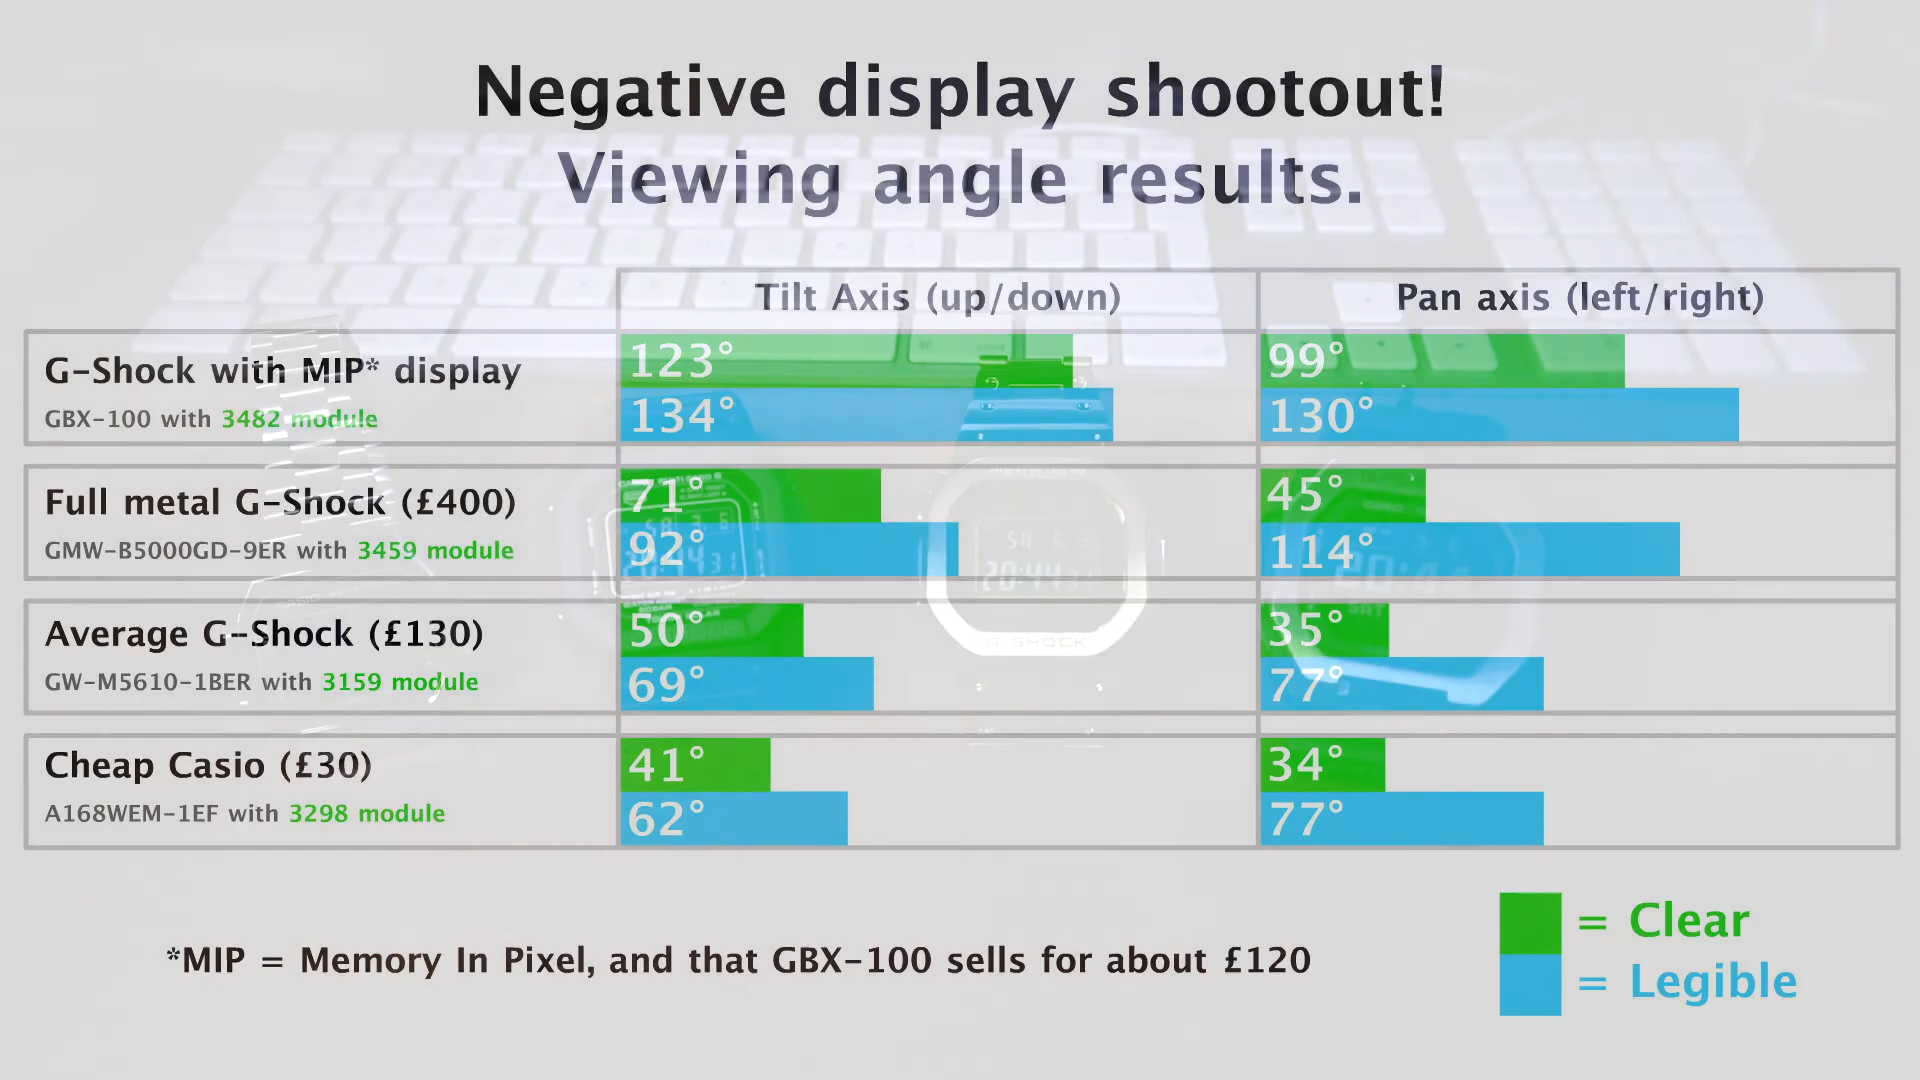 Negative display shootout!
Viewing angle results.
Tilt Axis (up/down)
Pan axis (left/right)
G-Shock with MIP* display
GBX-100 with 3482 module
123°
134°
99°
130°
Full metal G-Shock (£400)
GMW-B5000GD-9ER with 3459 module
71°
92°
45°
114°
Average G-Shock (£130)
GW-M5610-1BER with 3159 module
50°
69°
35°
77°
Cheap Casio (£30)
A168WEM-1EF with 3298 module
41°
62°
34°
77°
G-SHOCK
20:44
*MIP = Memory In Pixel, and that GBX-100 sells for about £120
= Clear
= Legible